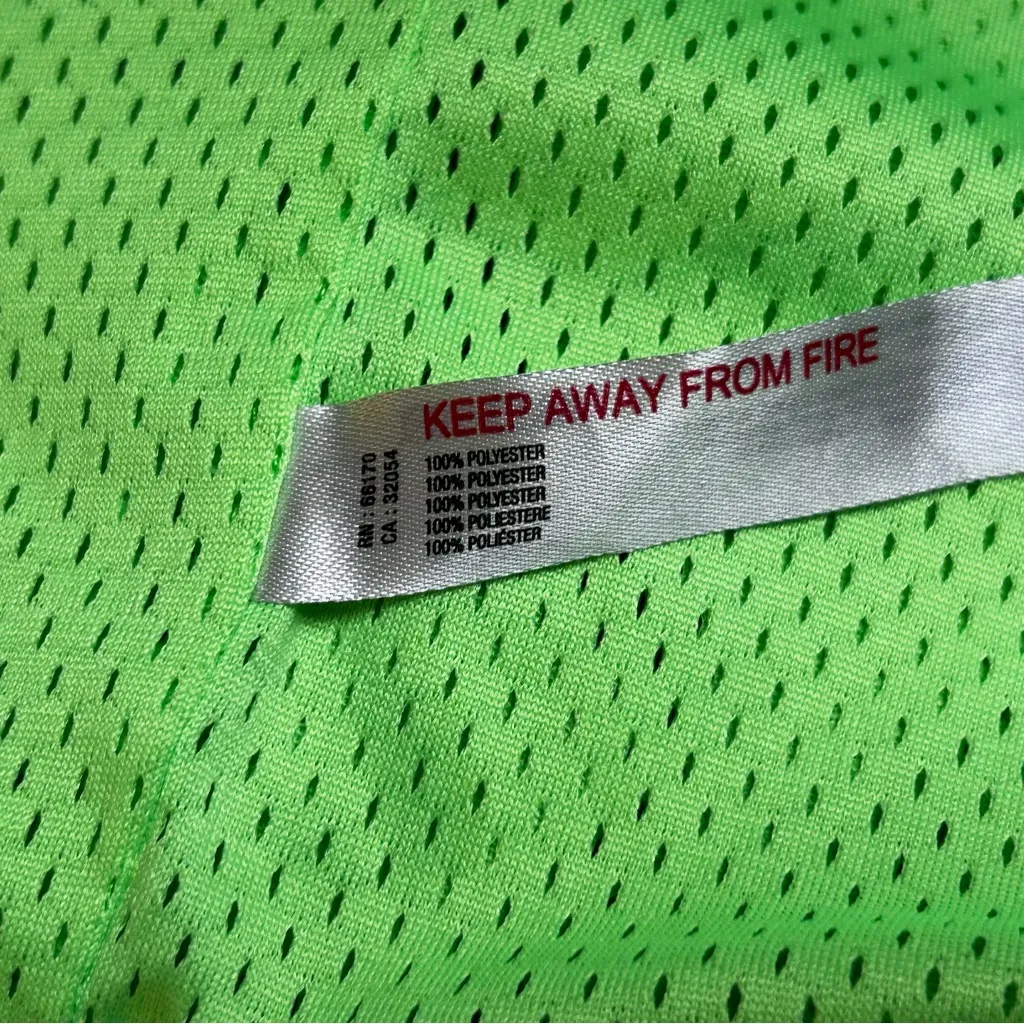 KEEP AWAY FROM FIRE
RN : 66170
CA : 32054
100% POLYESTER
100% POLYESTER
100% POLYESTER
100% POLIESTERE
100% POLIÉSTER